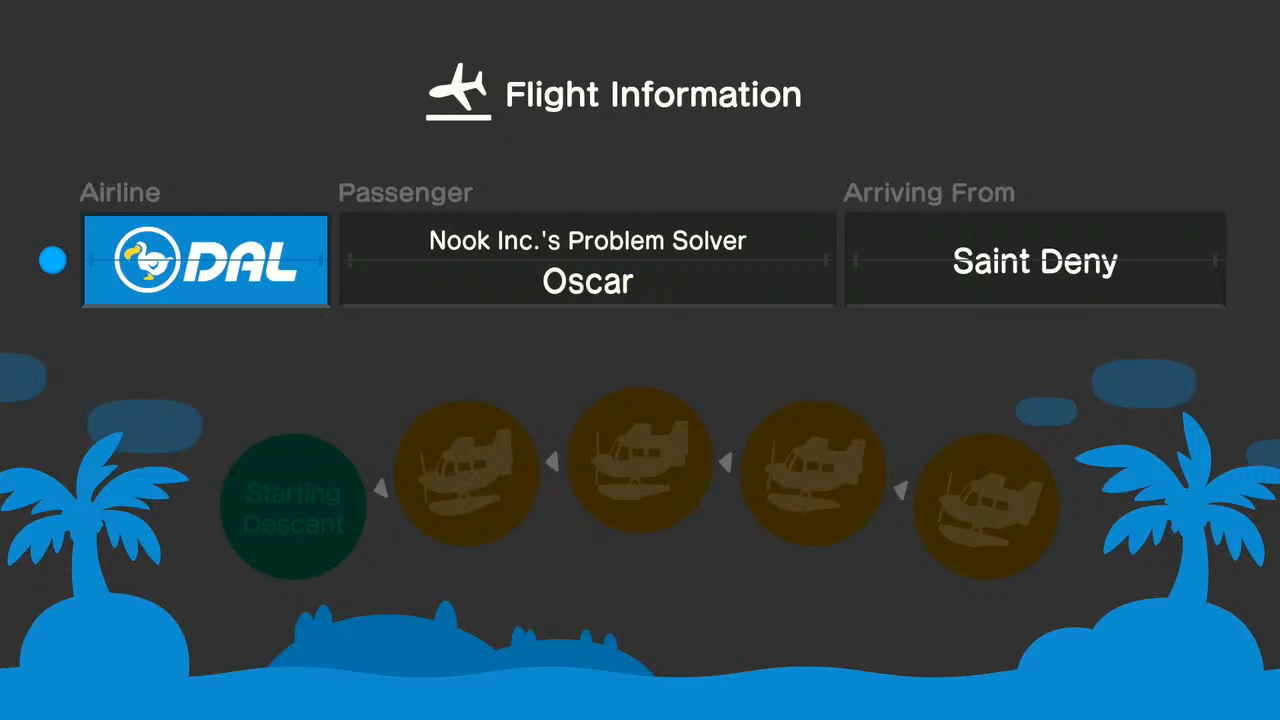 Flight Information
Airline
Passenger
Arriving From
DAL
Nook Inc.'s Problem Solver
Oscar
Saint Deny
Starting
Descent